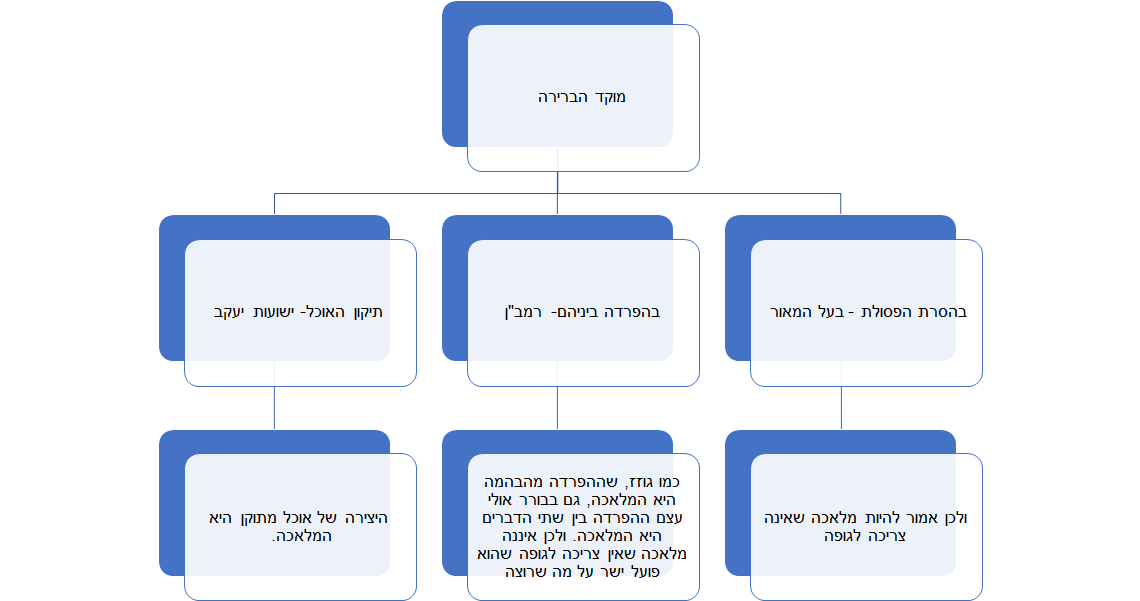 מוקד הברירה
בהסרת הפסולת - בעל המאור
בהפרדה ביניהם- רמב"ן
תיקון האוכל- ישועות יעקב
ולכן אמור להיות מלאכה שאינה
צריכה לגופה
כמו גוזז, שההפרדה מהבהמה
היא המלאכה, גם בבורר אולי
עצם ההפרדה בין שתי הדברים
היא המלאכה. ולכן איננה
מלאכה שאין צריכה לגופה שהוא
פועל ישר על מה שרוצה
היצירה של אוכל מתוקן היא
המלאכה.